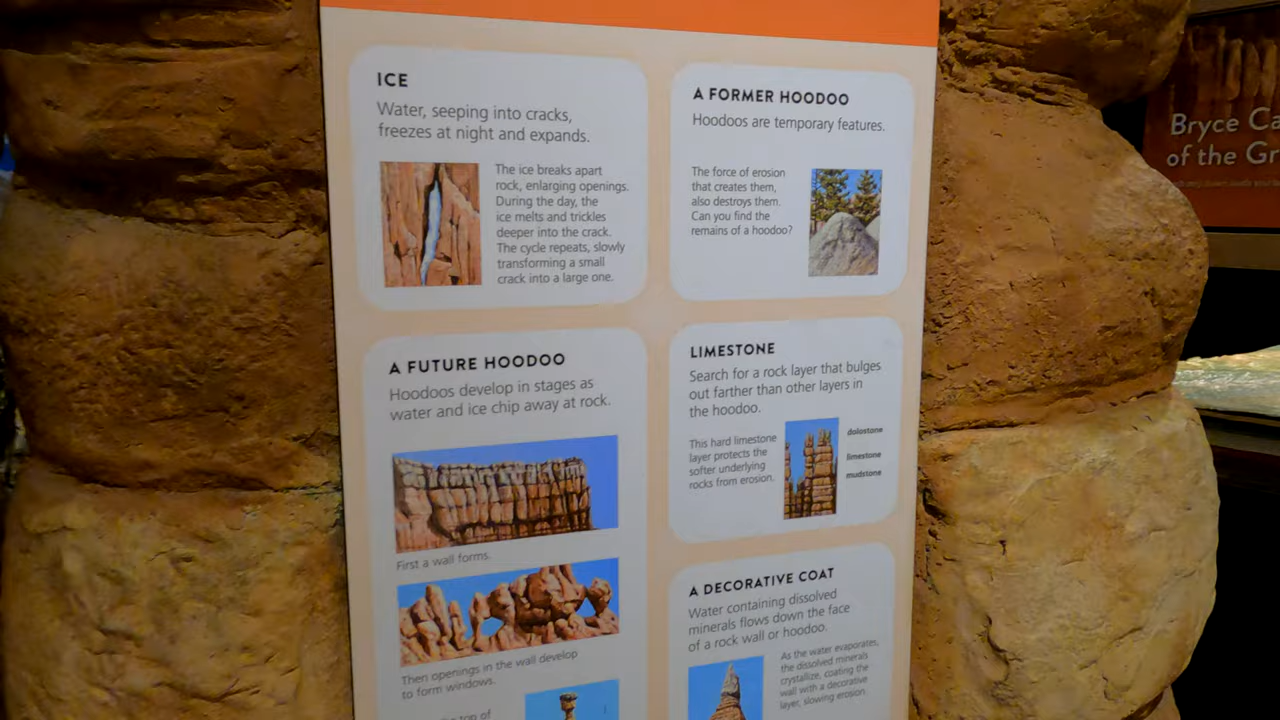 ICE
Water, seeping into cracks,
freezes at night and expands.
The ice breaks apart
rock, enlarging openings.
During the day, the
ice melts and trickles
deeper into the crack.
The cycle repeats, slowly
transforming a small
crack into a large one.
A FUTURE HOODOO
Hoodoos develop in stages as
water and ice chip away at rock.
First a wall forms.
Then openings in the wall develop
to form windows.
top of
A FORMER HOODOO
Hoodoos are temporary features.
The force of erosion
that creates them,
also destroys them.
Can you find the
remains of a hoodoo?
LIMESTONE
Search for a rock layer that bulges
out farther than other layers in
the hoodoo.
This hard limestone
layer protects the
softer underlying
rocks from erosion.
dolostone
limestone
mudstone
A DECORATIVE COAT
Water containing dissolved
minerals flows down the face
of a rock wall or hoodoo.
As the water evaporates,
the dissolved minerals
crystallize, coating the
wall with a decorative
layer, slowing erosion.
Bryce Ca
of the Gr